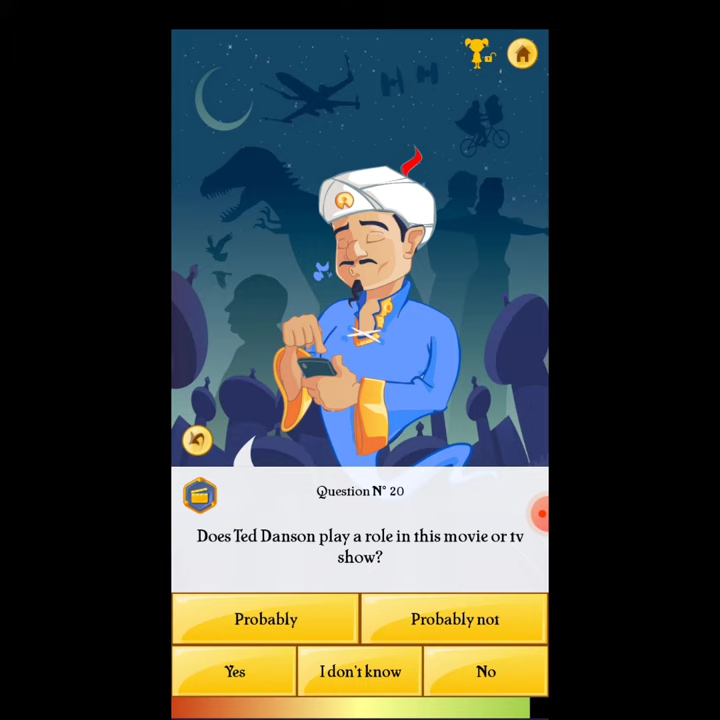 Question N° 20
Does Ted Danson play a role in this movie or tv
show?
Probably
Probably not
Yes
I don't know
No